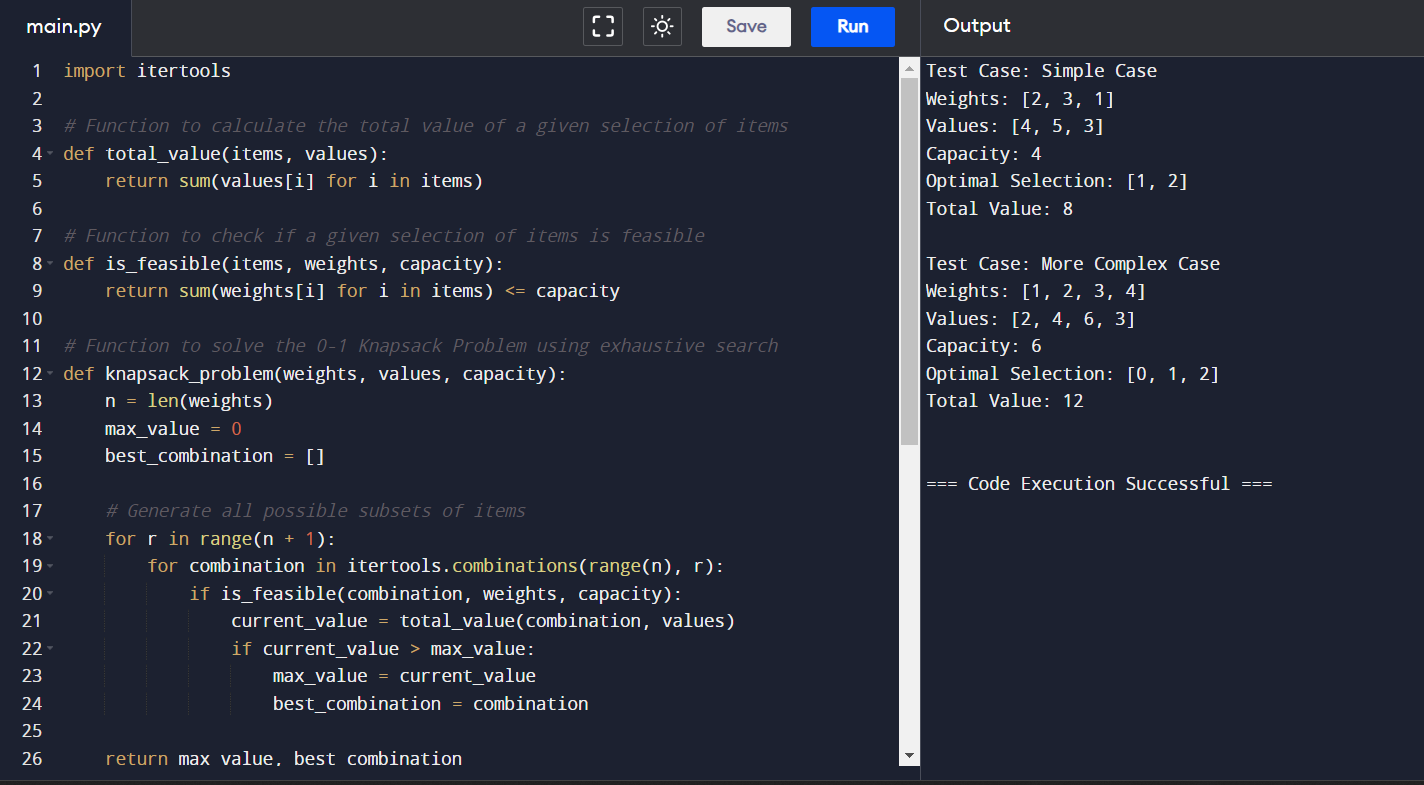 main.py
Save
Run
Output
1 import itertools
2
3 # Function to calculate the total value of a given selection of items
4 def total_value(items, values):
5     return sum(values[i] for i in items)
6
7 # Function to check if a given selection of items is feasible
8 def is_feasible(items, weights, capacity):
9     return sum(weights[i] for i in items) <= capacity
10
11 # Function to solve the 0-1 Knapsack Problem using exhaustive search
12 def knapsack_problem(weights, values, capacity):
13     n = len(weights)
14     max_value = 0
15     best_combination = []
16
17     # Generate all possible subsets of items
18     for r in range(n + 1):
19         for combination in itertools.combinations(range(n), r):
20             if is_feasible(combination, weights, capacity):
21                 current_value = total_value(combination, values)
22                 if current_value > max_value:
23                     max_value = current_value
24                     best_combination = combination
25
26     return max_value, best_combination
Test Case: Simple Case
Weights: [2, 3, 1]
Values: [4, 5, 3]
Capacity: 4
Optimal Selection: [1, 2]
Total Value: 8
Test Case: More Complex Case
Weights: [1, 2, 3, 4]
Values: [2, 4, 6, 3]
Capacity: 6
Optimal Selection: [0, 1, 2]
Total Value: 12
=== Code Execution Successful ===